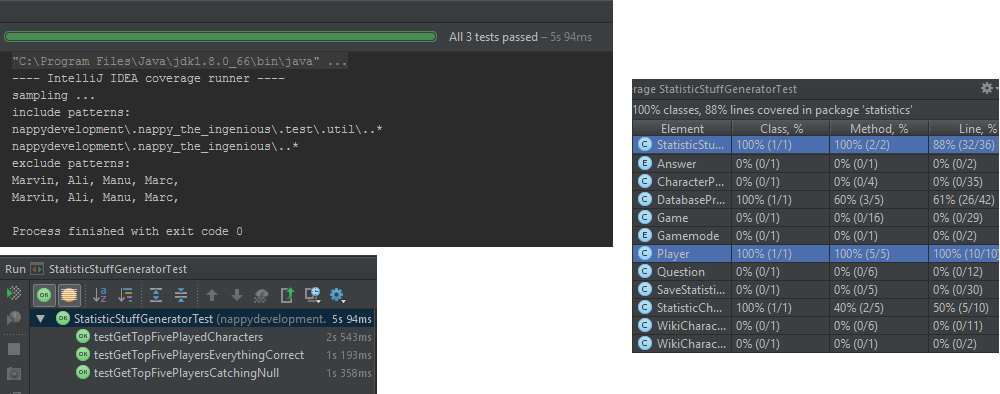 All 3 tests passed – 5s 94ms
"C:\Program Files\Java\jdk1.8.0_66\bin\java" ...
---- IntelliJ IDEA coverage runner ----
sampling ...
include patterns:
nappydevelopment\.nappy_the_ingenious\.test\.util\..*
nappydevelopment\.nappy_the_ingenious\..*
exclude patterns:
Marvin, Ali, Manu, Marc,
Marvin, Ali, Manu, Marc,
Process finished with exit code 0
Run StatisticStuffGeneratorTest
StatisticStuffGeneratorTest (nappydevelopment. 5s 94ms
OK testGetTopFivePlayedCharacters 2s 543ms
OK testGetTopFivePlayersEverythingCorrect 1s 193ms
OK testGetTopFivePlayersCatchingNull 1s 358ms
erage StatisticStuffGeneratorTest
100% classes, 88% lines covered in package 'statistics'
Element Class, % Method, % Line, %
C StatisticStu... 100% (1/1) 100% (2/2) 88% (32/36)
E Answer 0% (0/1) 0% (0/1) 0% (0/2)
C CharacterP... 0% (0/1) 0% (0/4) 0% (0/35)
C DatabasePr... 100% (1/1) 60% (3/5) 61% (26/42)
C Game 0% (0/1) 0% (0/16) 0% (0/29)
E Gamemode 0% (0/1) 0% (0/1) 0% (0/2)
C Player 100% (1/1) 100% (5/5) 100% (10/10)
C Question 0% (0/1) 0% (0/6) 0% (0/12)
C SaveStatisti... 0% (0/1) 0% (0/5) 0% (0/30)
C StatisticCh... 100% (1/1) 40% (2/5) 50% (5/10)
C WikiCharac... 0% (0/1) 0% (0/6) 0% (0/11)
C WikiCharac... 0% (0/1) 0% (0/1) 0% (0/2)